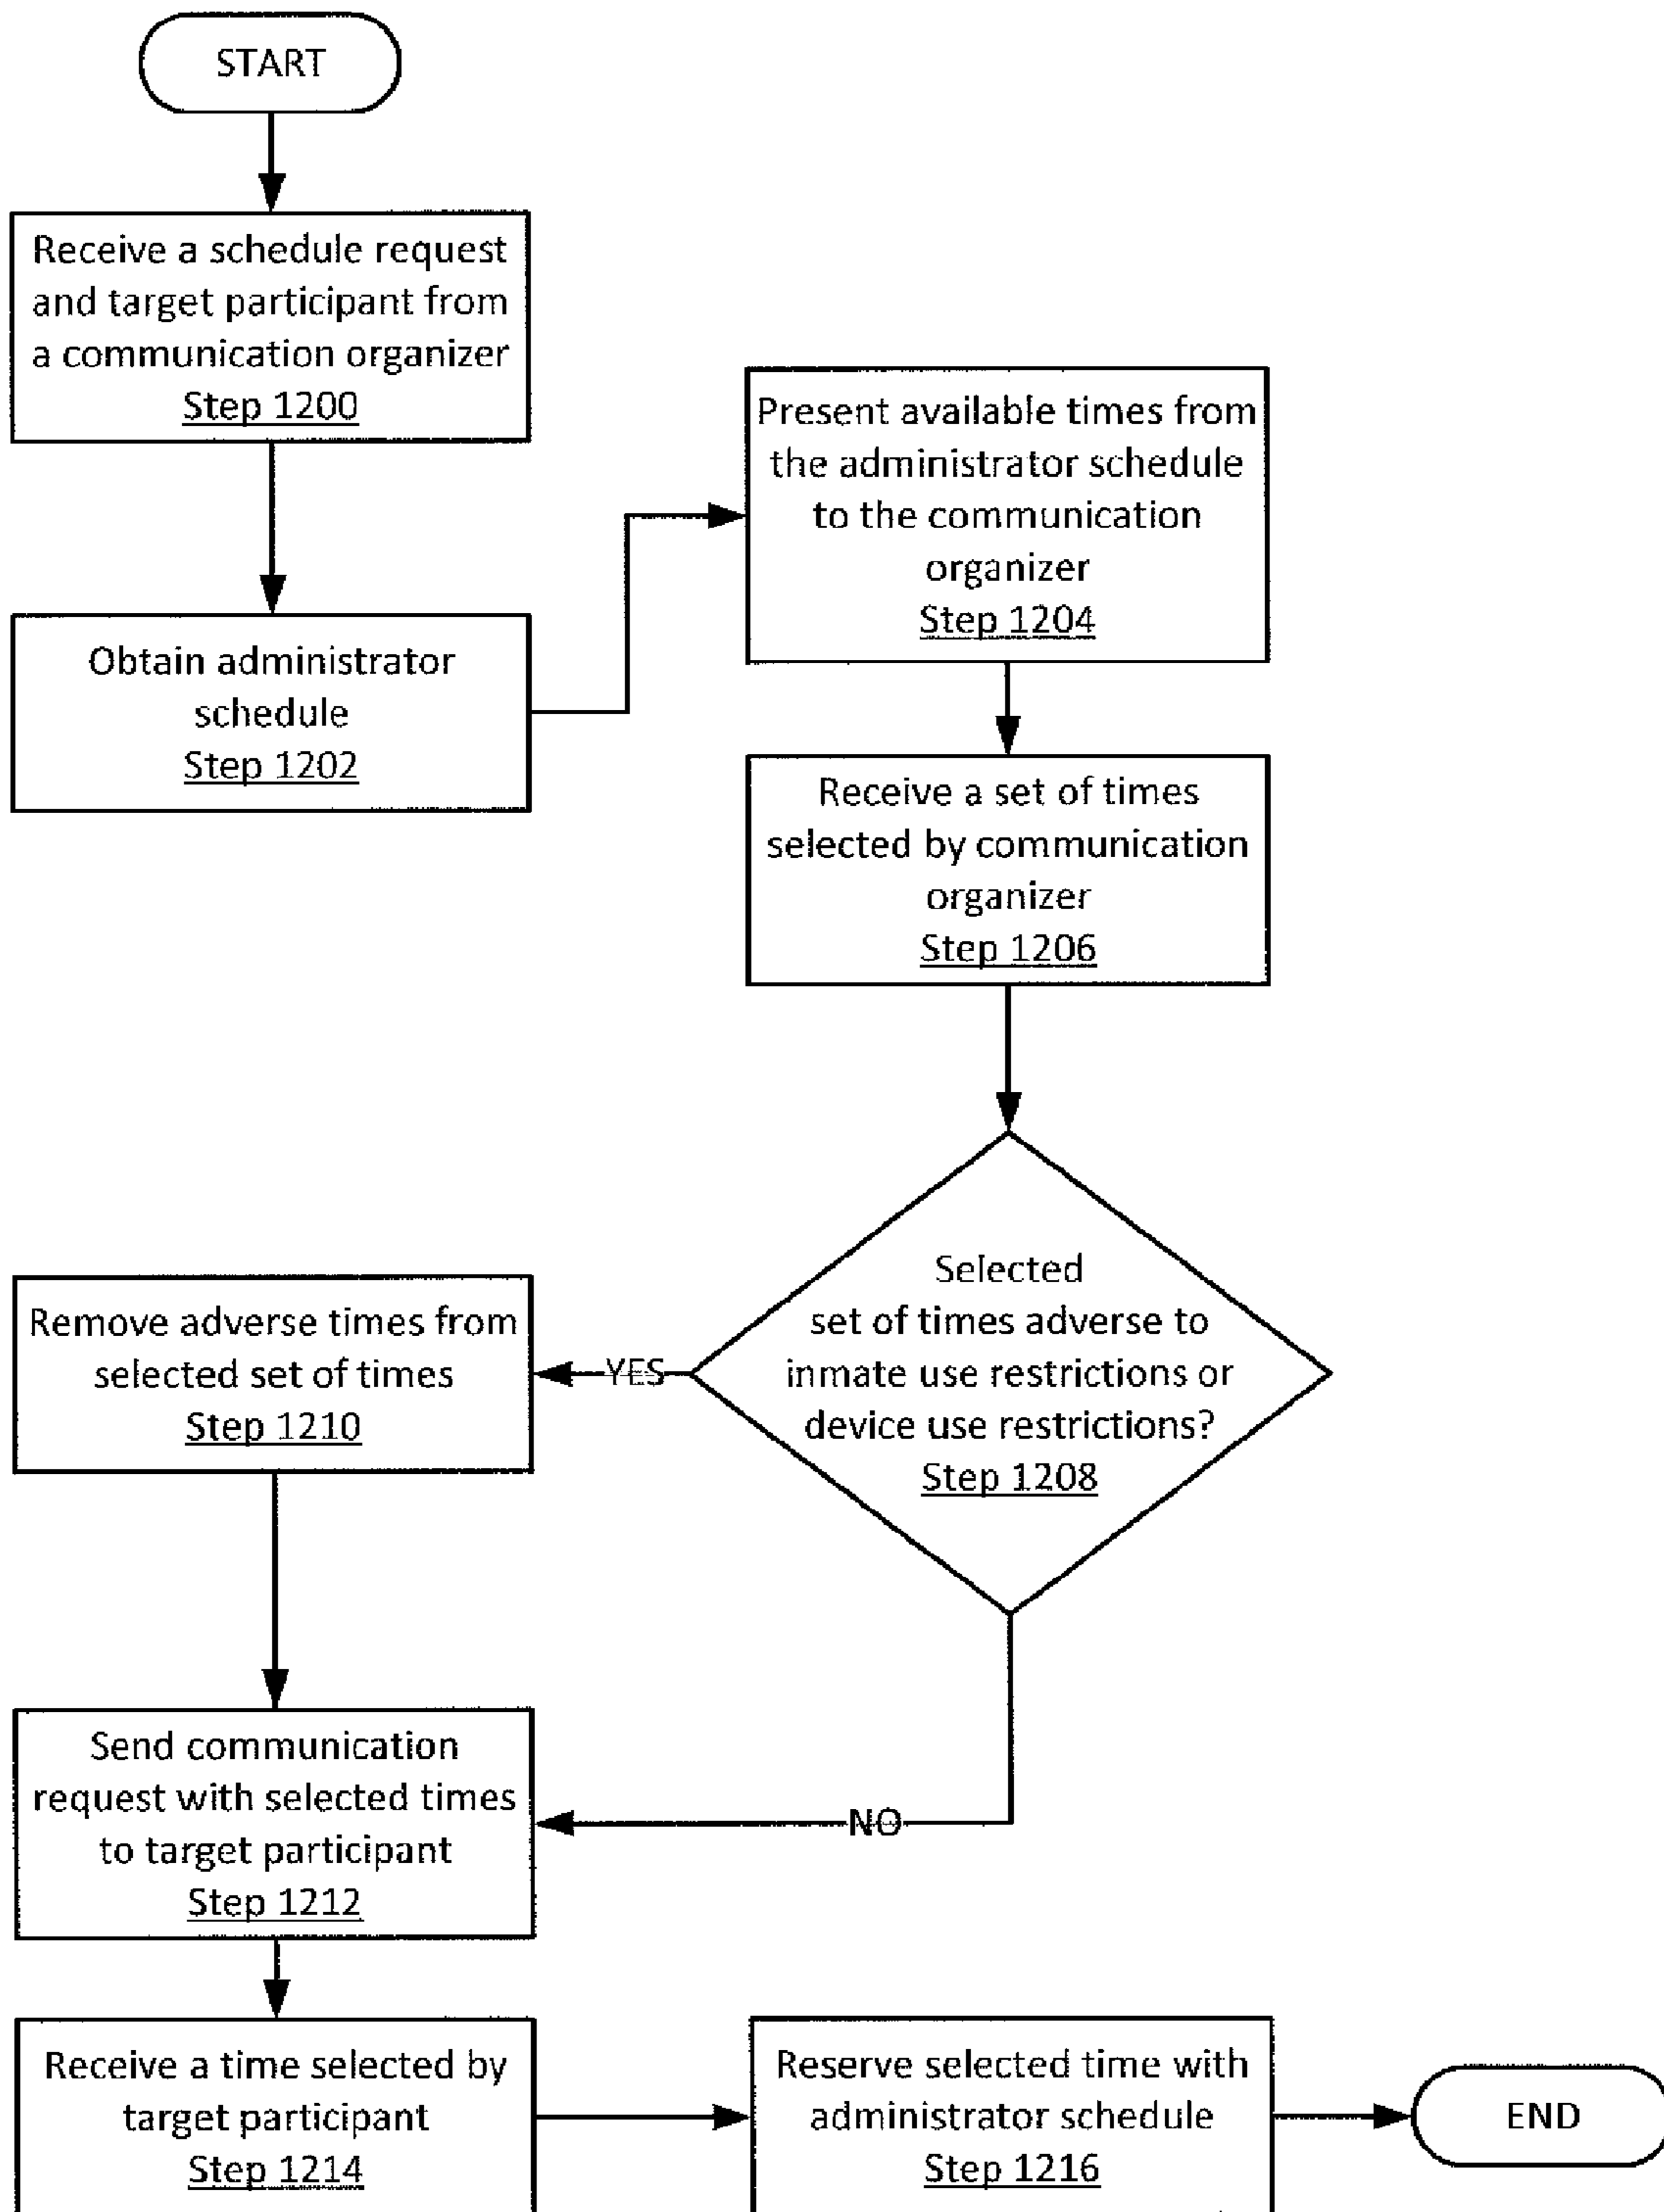 START
Receive a schedule request
and target participant from
a communication organizer
Step 1200
Obtain administrator
schedule
Step 1202
Present available times from
the administrator schedule
to the communication
organizer
Step 1204
Receive a set of times
selected by communication
organizer
Step 1206
Selected
set of times adverse to
inmate use restrictions or
device use restrictions?
Step 1208
YES
Remove adverse times from
selected set of times
Step 1210
NO
Send communication
request with selected times
to target participant
Step 1212
Receive a time selected by
target participant
Step 1214
Reserve selected time with
administrator schedule
Step 1216
END